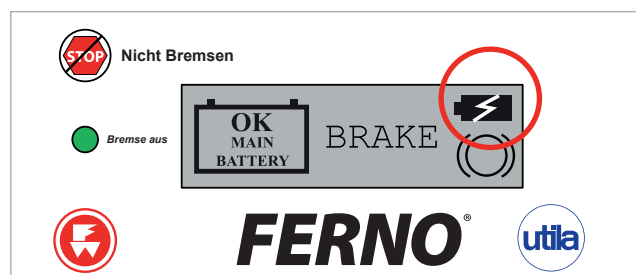 STOP
Nicht Bremsen
Bremse aus
OK
MAIN
BATTERY
BRAKE
FERNO®
utila